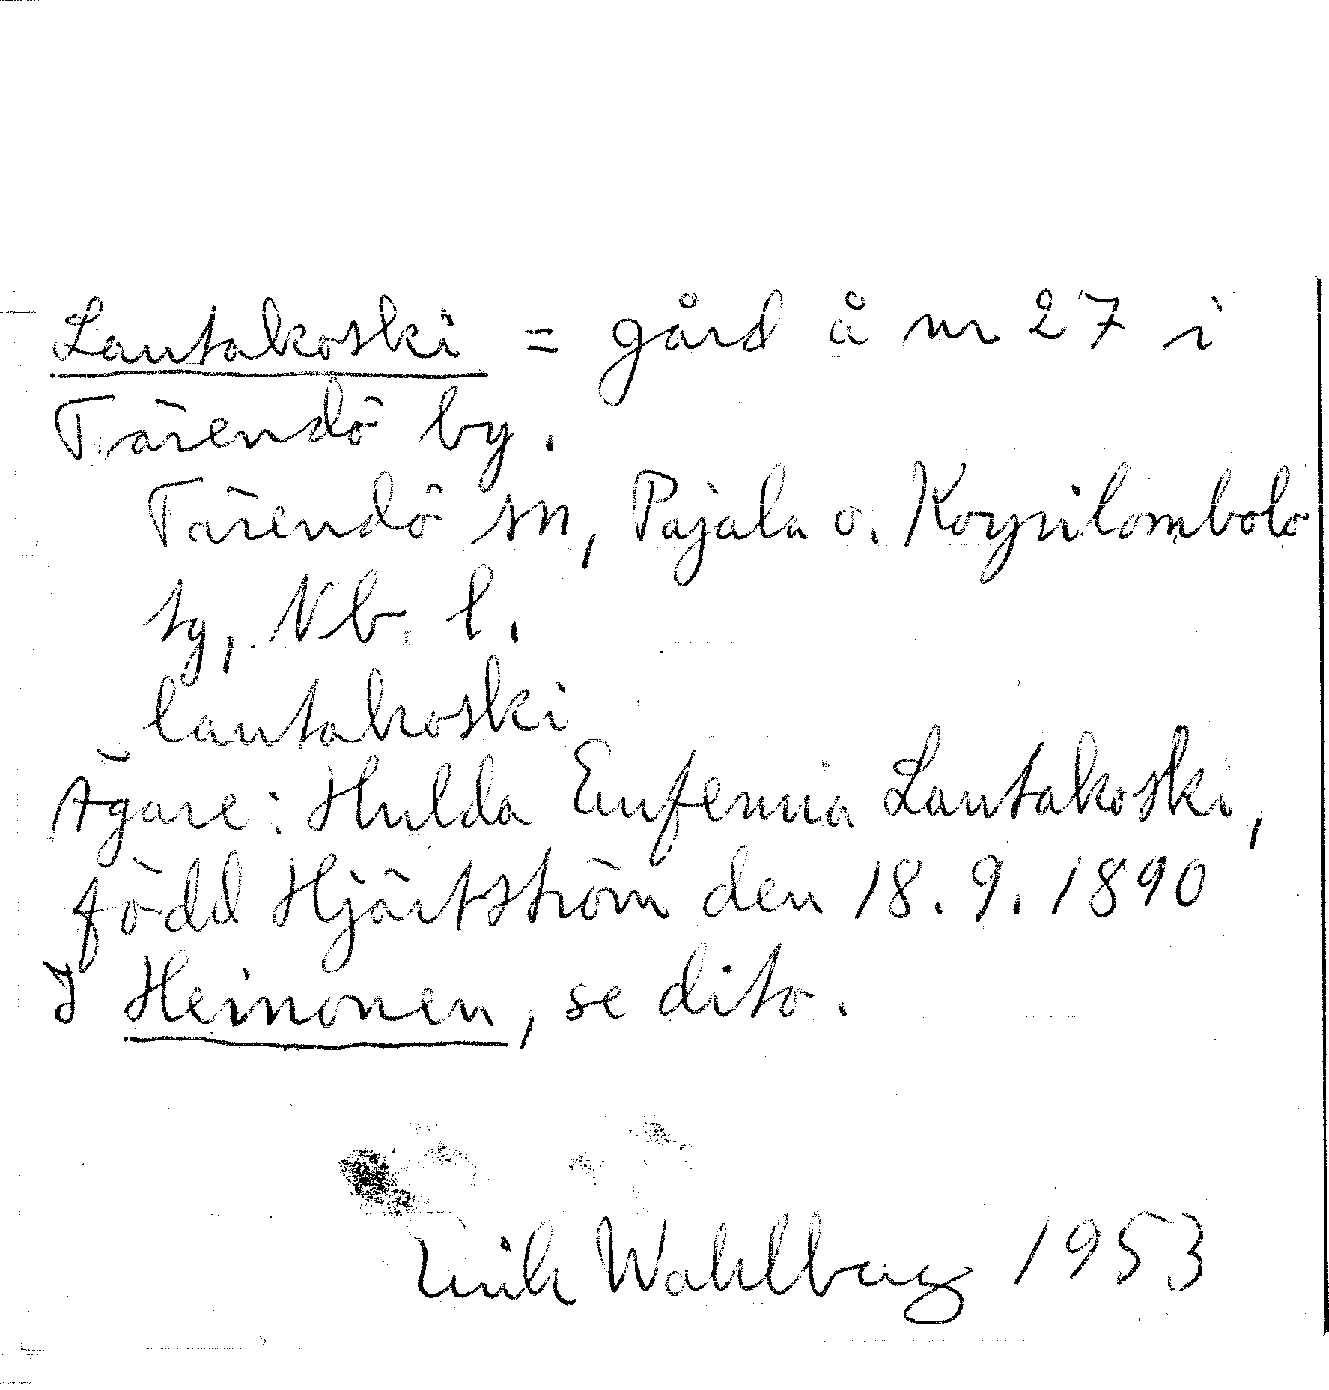 Lautakoski = gård å nr 27 i
Tärendö by.
Tärendö sn, Pajala o. Korpilombolo
tg, Nb. l.
lautakoski
Ägare: Hulda Eufemia Lautakoski,
född Hjärtström den 18.9.1890
I Heinonen, se dito.
Erik Wahlberg 1953